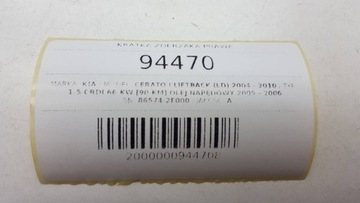 KRATKA ZDERZAKA PRAWA
94470
MARKA: KIA MODEL: CERATO I LIFTBACK (LD) 2004 - 2010 TYP
1.5 CRDI 66 KW [90 KM] OLEJ NAPĘDOWY 2005 - 2006
86574-2F000 JAKOŚĆ: A
2000000944708